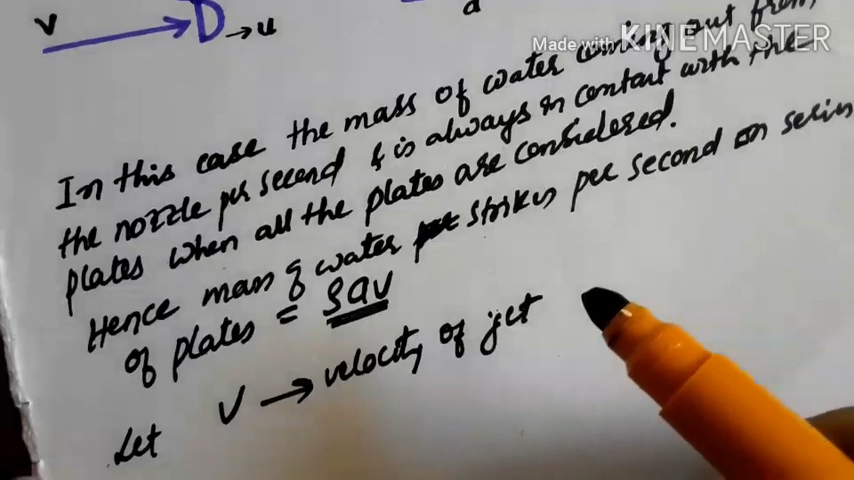 V
D → u
a
Made with KINEMASTER
In this case the mass of water coming out from
the nozzle per second & is always in contact with the
plates when all the plates are considered.
Hence mass of water strikes per second on series
of plates = ρav
Let V → velocity of jet